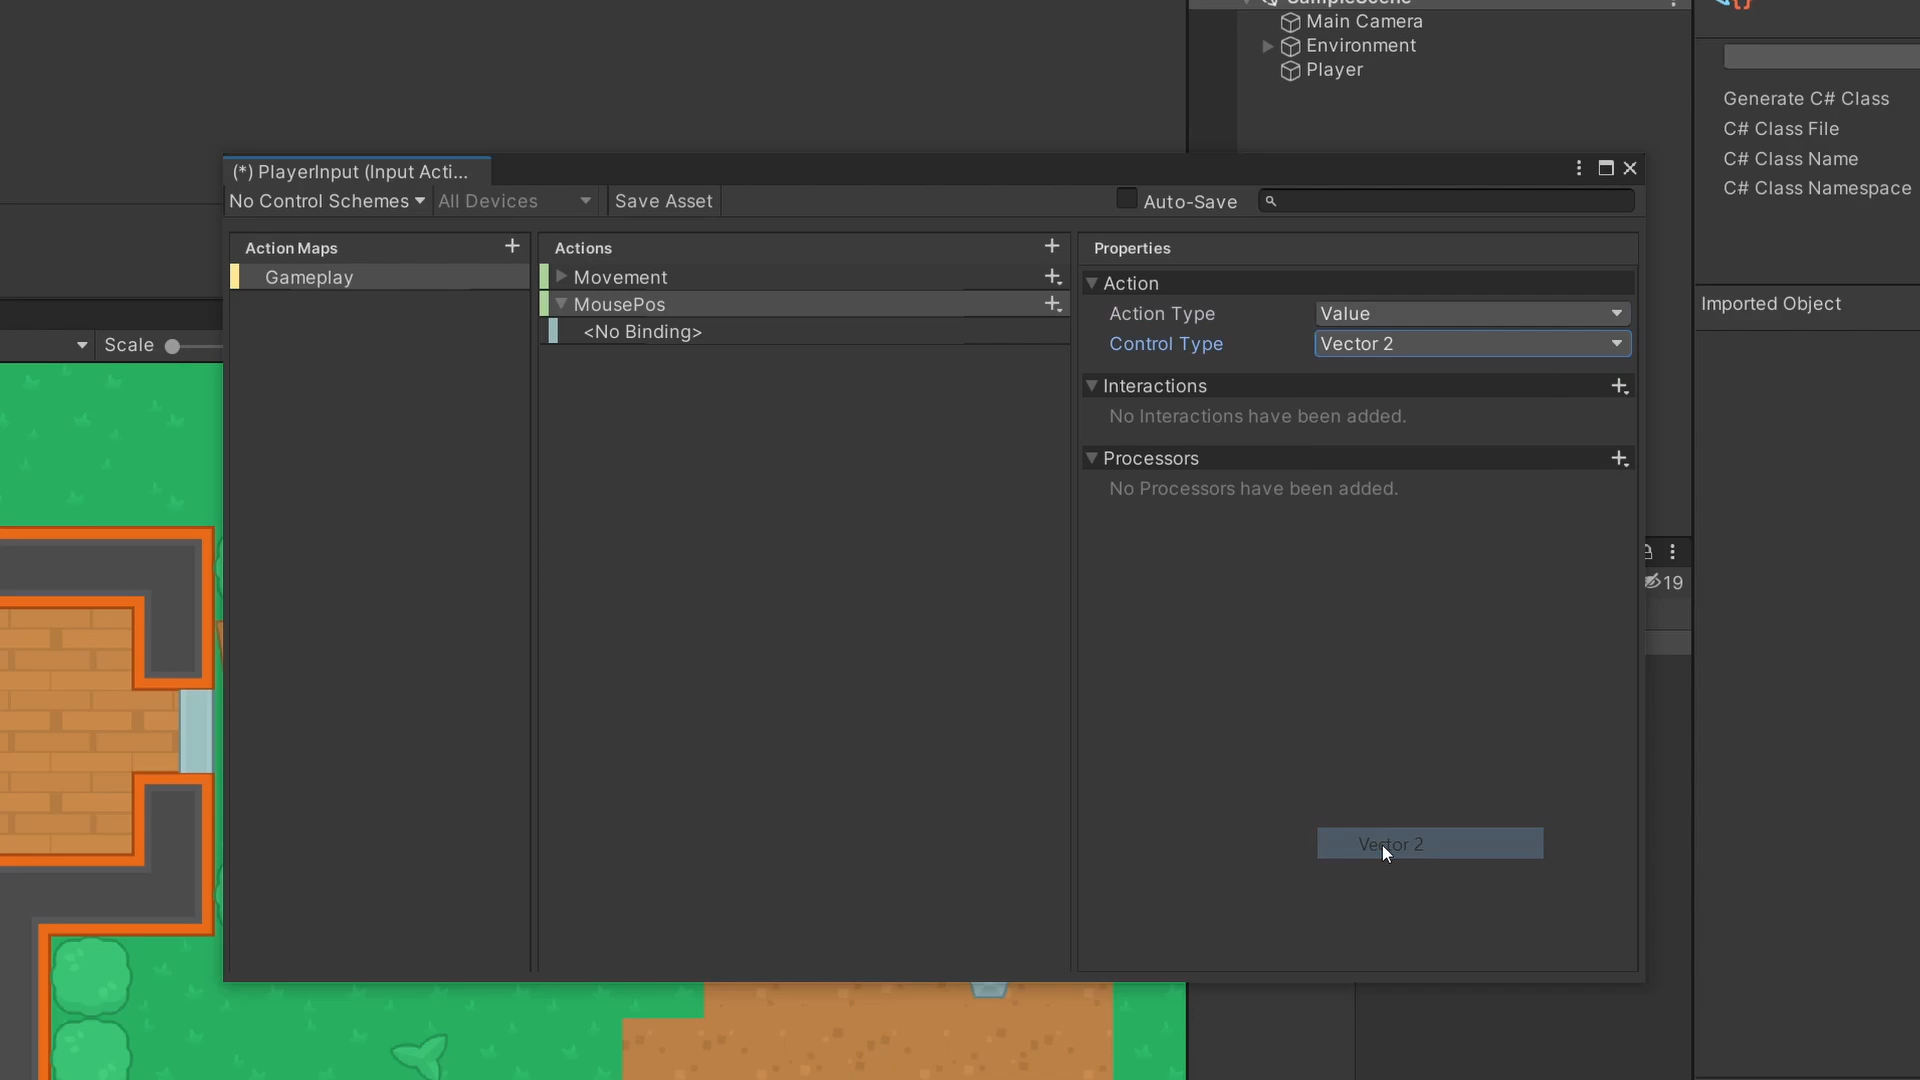 SampleScene
Main Camera
Environment
Player
Generate C# Class
C# Class File
C# Class Name
C# Class Namespace
Imported Object
(*) PlayerInput (Input Acti...
No Control Schemes
All Devices
Save Asset
Auto-Save
Action Maps
Gameplay
Actions
Movement
MousePos
<No Binding>
Properties
Action
Action Type
Value
Control Type
Vector 2
Interactions
No Interactions have been added.
Processors
No Processors have been added.
Vector 2
Scale
19